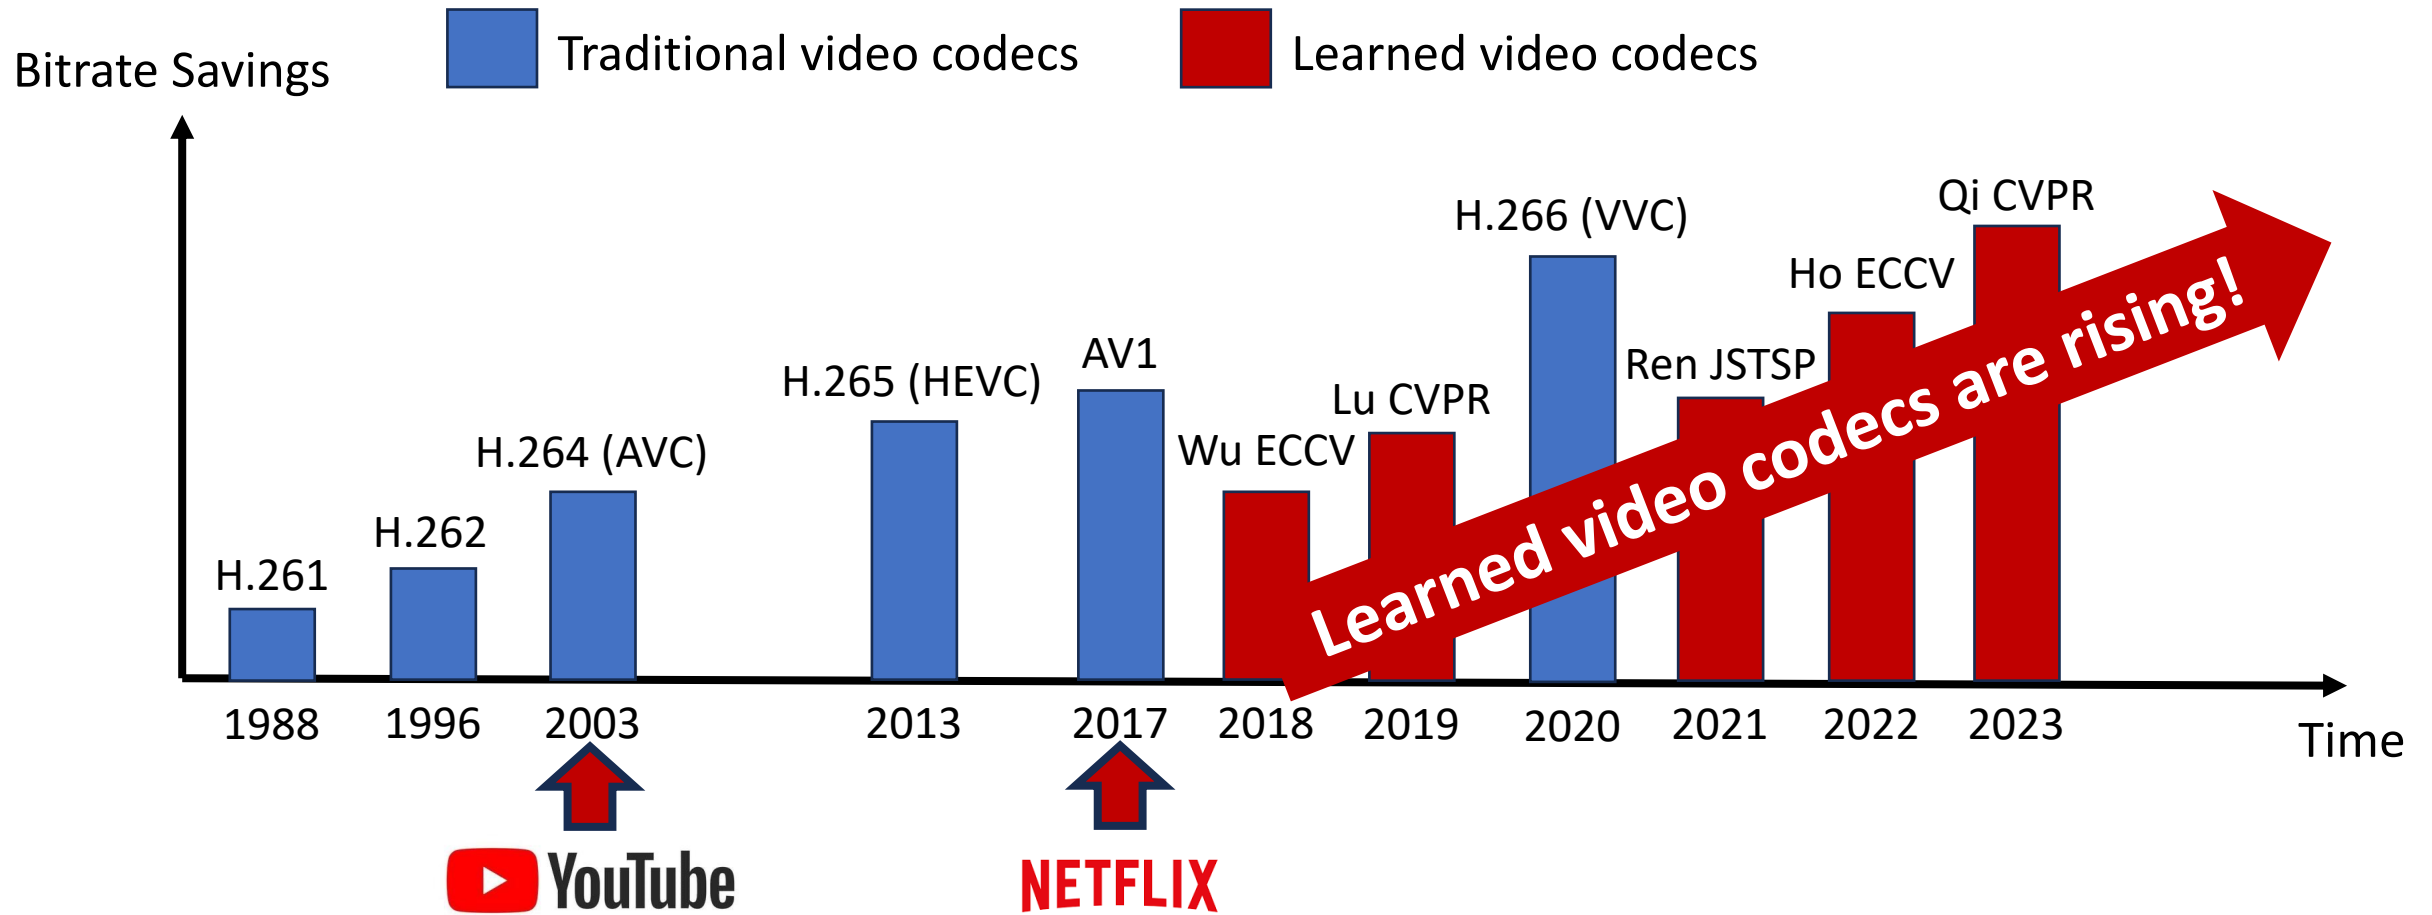 Bitrate Savings
Traditional video codecs
Learned video codecs
H.261
H.262
H.264 (AVC)
H.265 (HEVC)
AV1
Wu ECCV
Lu CVPR
H.266 (VVC)
Ren JSTSP
Ho ECCV
Qi CVPR
Learned video codecs are rising!
1988
1996
2003
2013
2017
2018
2019
2020
2021
2022
2023
Time
YouTube
NETFLIX